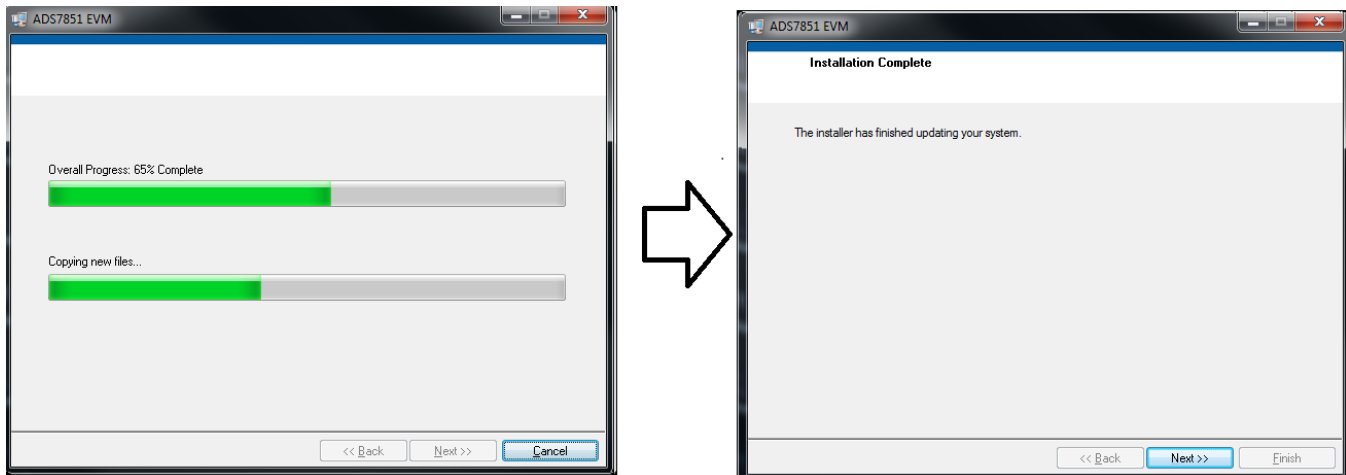 ADS7851 EVM
Overall Progress: 65% Complete
Copying new files...
<< Back Next >> Cancel
ADS7851 EVM
Installation Complete
The installer has finished updating your system.
<< Back Next >> Finish